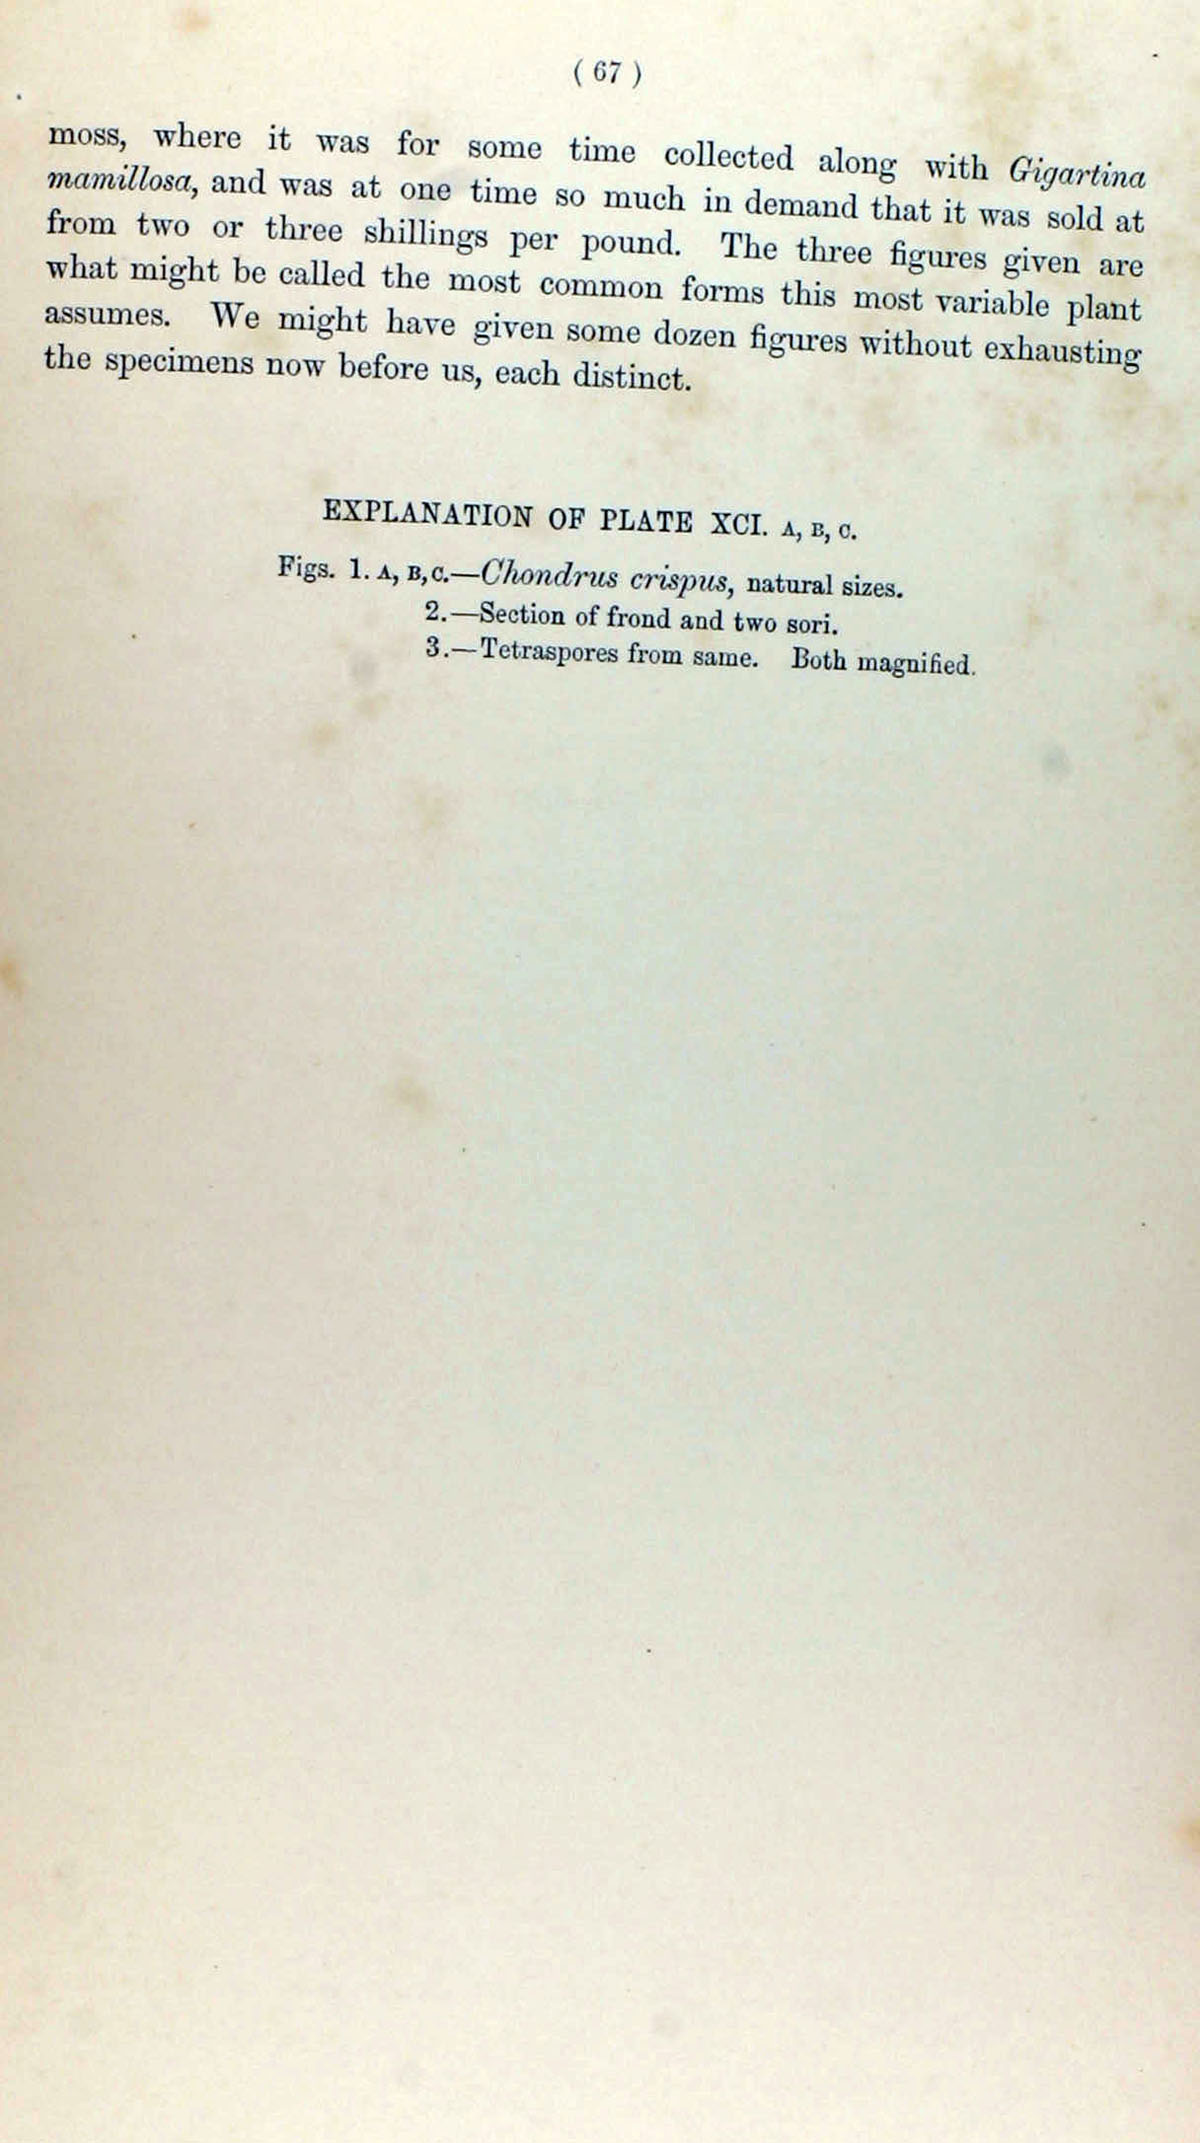 ( 67 )
moss, where it was for some time collected along with Gigartina
mamillosa, and was at one time so much in demand that it was sold at
from two or three shillings per pound. The three figures given are
what might be called the most common forms this most variable plant
assumes. We might have given some dozen figures without exhausting
the specimens now before us, each distinct.
EXPLANATION OF PLATE XCI. A, B, C.
Figs. 1. A, B, C.—Chondrus crispus, natural sizes.
2.—Section of frond and two sori.
3.—Tetraspores from same. Both magnified.